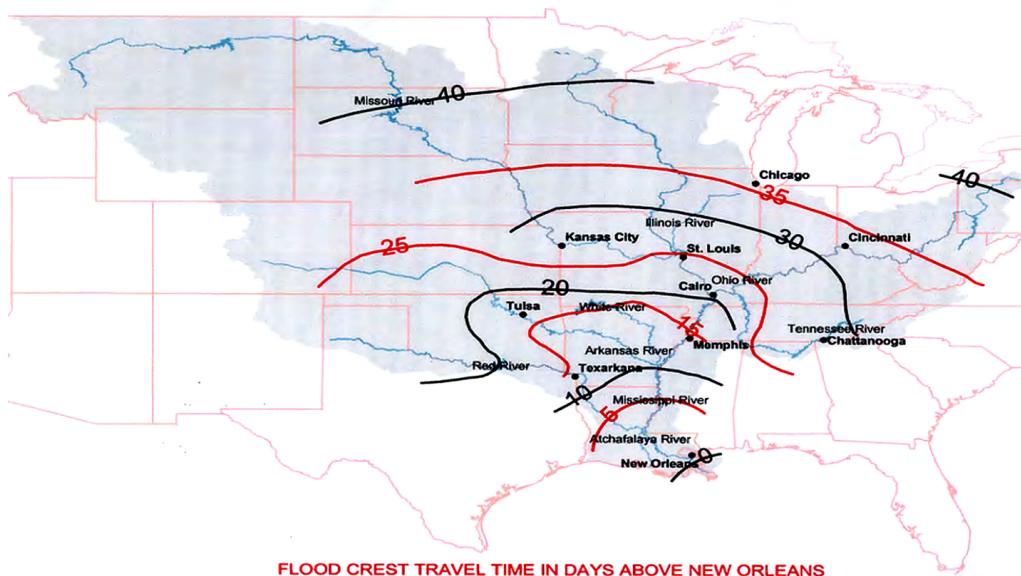 40
Missouri River
40
Chicago
35
Illinois River
30
Cincinnati
Kansas City
25
St. Louis
Ohio River
Cairo
20
Tulsa
White River
15
Tennessee River
Chattanooga
Memphis
Arkansas River
Red River
Texarkana
10
Mississippi River
5
Atchafalaya River
0
New Orleans
FLOOD CREST TRAVEL TIME IN DAYS ABOVE NEW ORLEANS